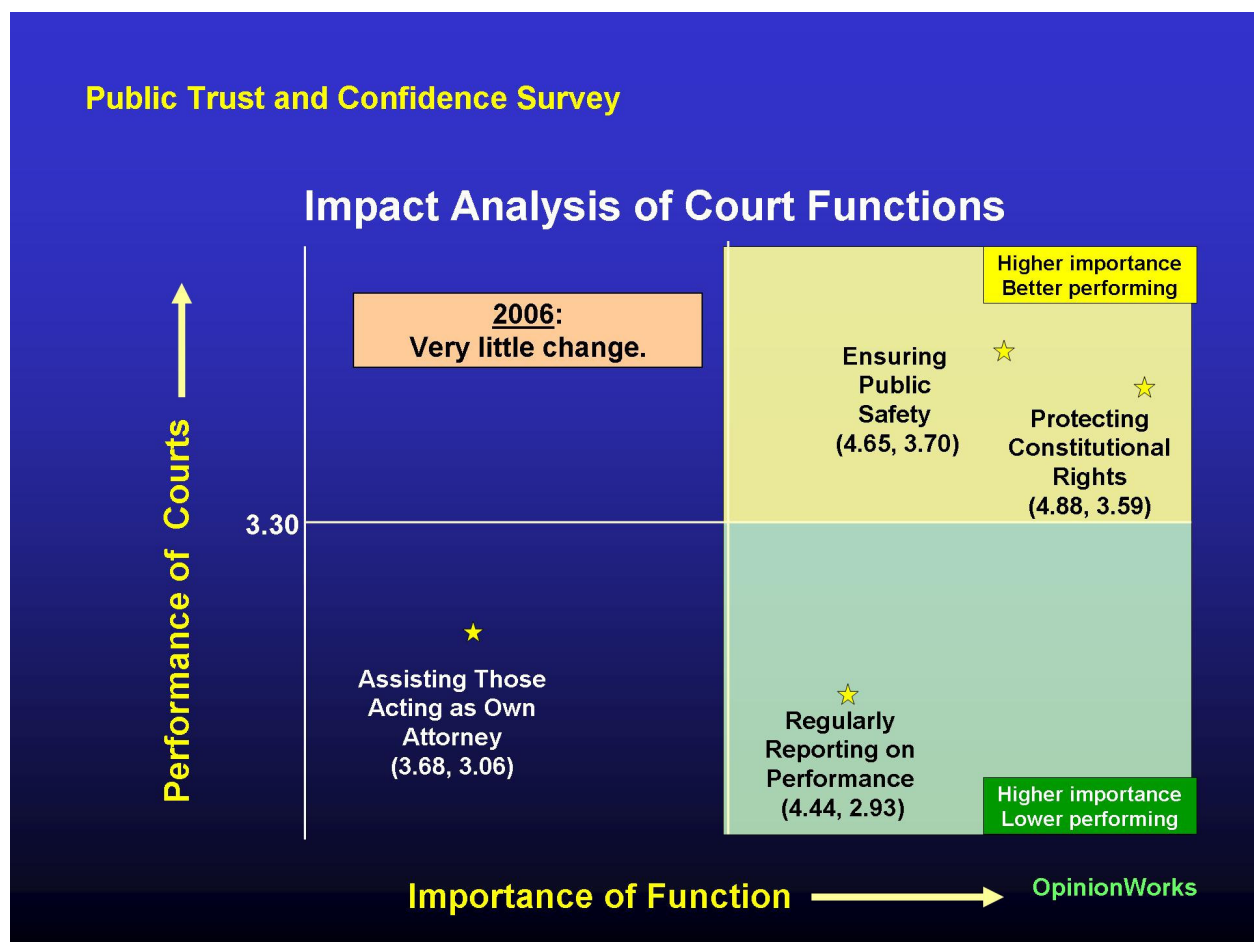 Public Trust and Confidence Survey
Impact Analysis of Court Functions
Higher importance
Better performing
2006:
Very little change.
Ensuring
Public
Safety
(4.65, 3.70)
Protecting
Constitutional
Rights
(4.88, 3.59)
Performance of Courts
3.30
Assisting Those
Acting as Own
Attorney
(3.68, 3.06)
Regularly
Reporting on
Performance
(4.44, 2.93)
Higher importance
Lower performing
Importance of Function
OpinionWorks